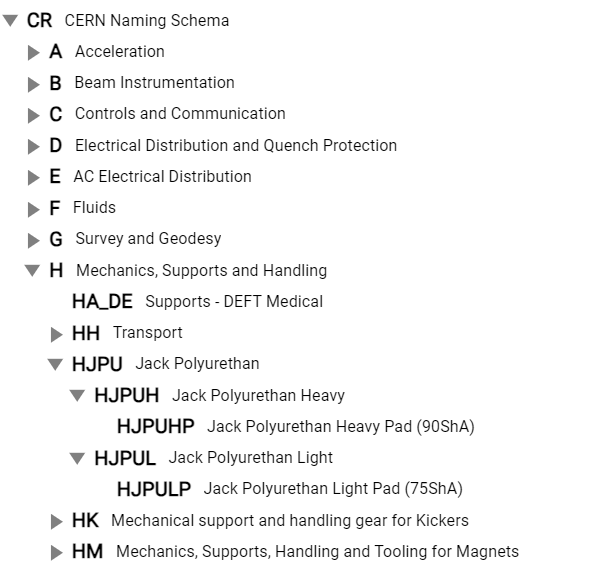 CR CERN Naming Schema
A Acceleration
B Beam Instrumentation
C Controls and Communication
D Electrical Distribution and Quench Protection
E AC Electrical Distribution
F Fluids
G Survey and Geodesy
H Mechanics, Supports and Handling
HA_DE Supports - DEFT Medical
HH Transport
HJPU Jack Polyurethan
HJPUH Jack Polyurethan Heavy
HJPUHP Jack Polyurethan Heavy Pad (90ShA)
HJPUL Jack Polyurethan Light
HJPULP Jack Polyurethan Light Pad (75ShA)
HK Mechanical support and handling gear for Kickers
HM Mechanics, Supports, Handling and Tooling for Magnets